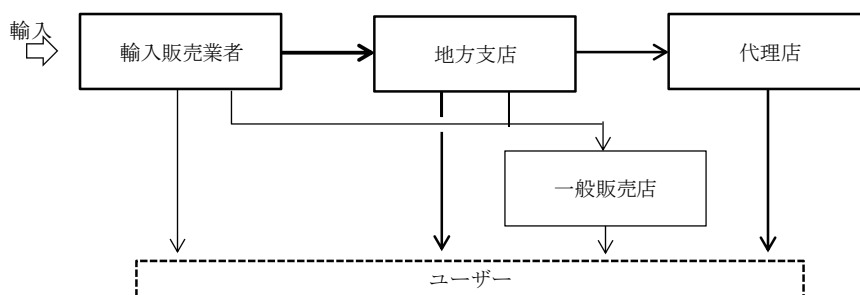 輸入
輸入販売業者
地方支店
代理店
一般販売店
ユーザー